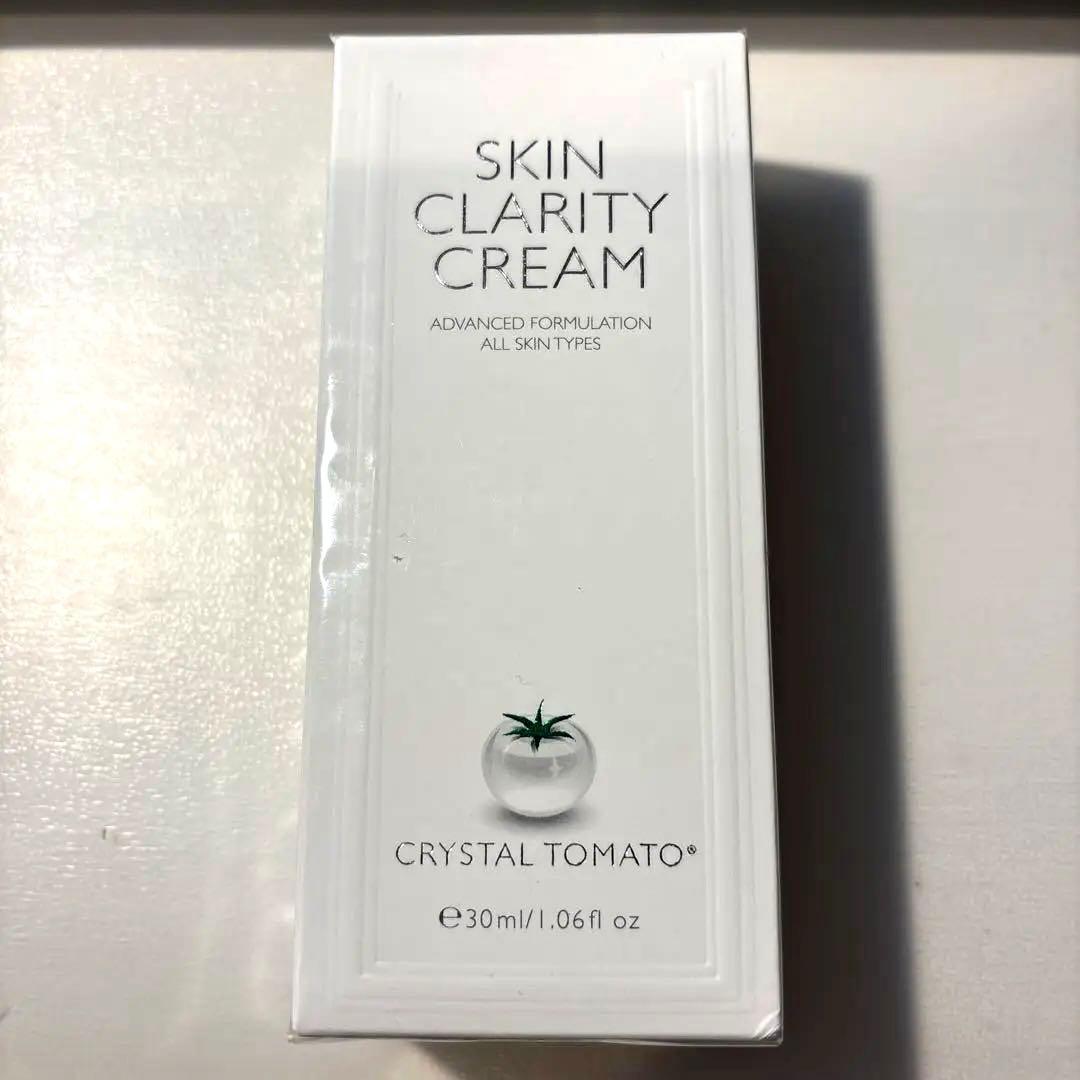 SKIN
CLARITY
CREAM
ADVANCED FORMULATION
ALL SKIN TYPES
CRYSTAL TOMATO®
℮30ml/1.06fl oz